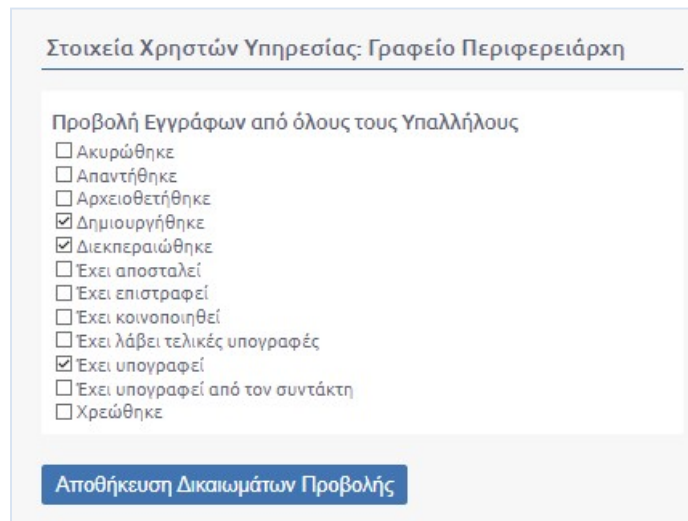 Στοιχεία Χρηστών Υπηρεσίας: Γραφείο Περιφερειάρχη
Προβολή Εγγράφων από όλους τους Υπαλλήλους
Ακυρώθηκε
Απαντήθηκε
Αρχειοθετήθηκε
Δημιουργήθηκε
Διεκπεραιώθηκε
Έχει αποσταλεί
Έχει επιστραφεί
Έχει κοινοποιηθεί
Έχει λάβει τελικές υπογραφές
Έχει υπογραφεί
Έχει υπογραφεί από τον συντάκτη
Χρεώθηκε
Αποθήκευση Δικαιωμάτων Προβολής